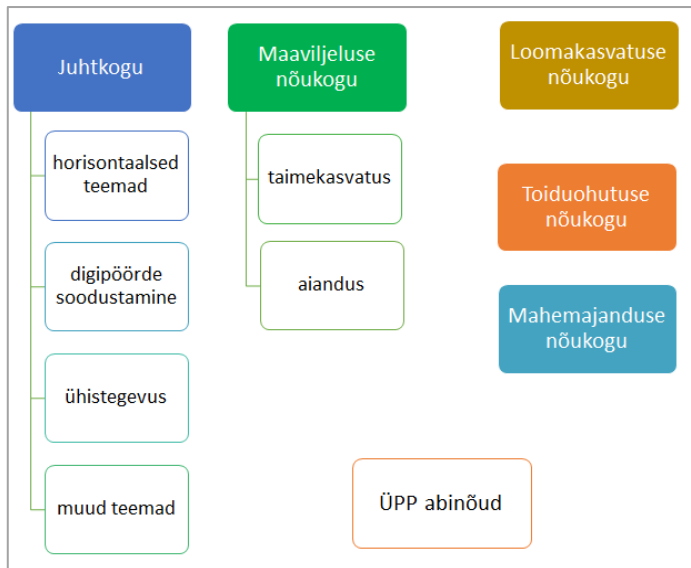 Juhtkogu
horisontaalsed
teemad
digipöörde
soodustamine
ühistegevus
muud teemad
Maaviljeluse
nõukogu
taimekasvatus
aiandus
Loomakasvatuse
nõukogu
Toiduohutuse
nõukogu
Mahemajanduse
nõukogu
ÜPP abinõud